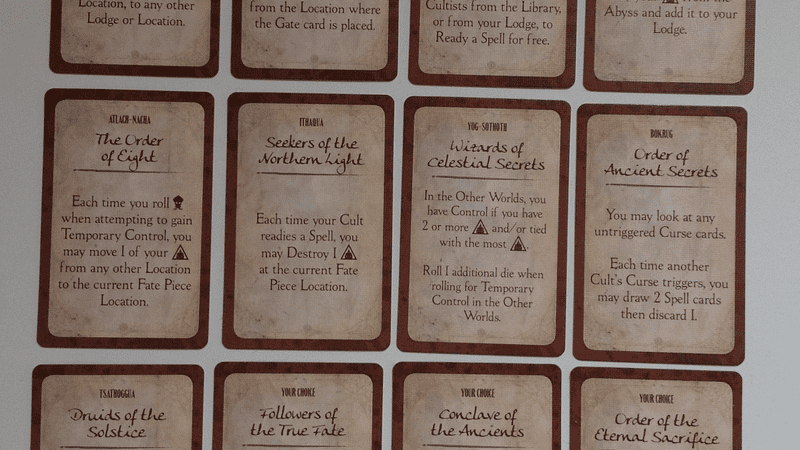 Location, to any other
Lodge or Location.
from the Location where
the Gate card is placed.
Cultists from the Library,
or from your Lodge, to
Ready a Spell for free.
Abyss and add it to your
Lodge.
ATLACH-NACHA
The Order
of Eight
Each time you roll
when attempting to gain
Temporary Control, you
may move 1 of your
from any other Location
to the current Fate Piece
Location.
ITHAQUA
Seekers of the
Northern Light
Each time your Cult
readies a Spell, you
may Destroy 1
at the current Fate
Piece Location.
YOG-SOTHOTH
Wizards of
Celestial Secrets
In the Other Worlds, you
have Control if you have
2 or more and/or tied
with the most .
Roll 1 additional die when
rolling for Temporary
Control in the Other
Worlds.
BOKRUG
Order of
Ancient Secrets
You may look at any
untriggered Curse cards.
Each time another
Cult's Curse triggers, you
may draw 2 Spell cards
then discard 1.
TSATHOGGUA
Druids of the
Solstice
YOUR CHOICE
Followers of
the True Fate
YOUR CHOICE
Conclave of
the Ancients
YOUR CHOICE
Order of the
Eternal Sacrifice